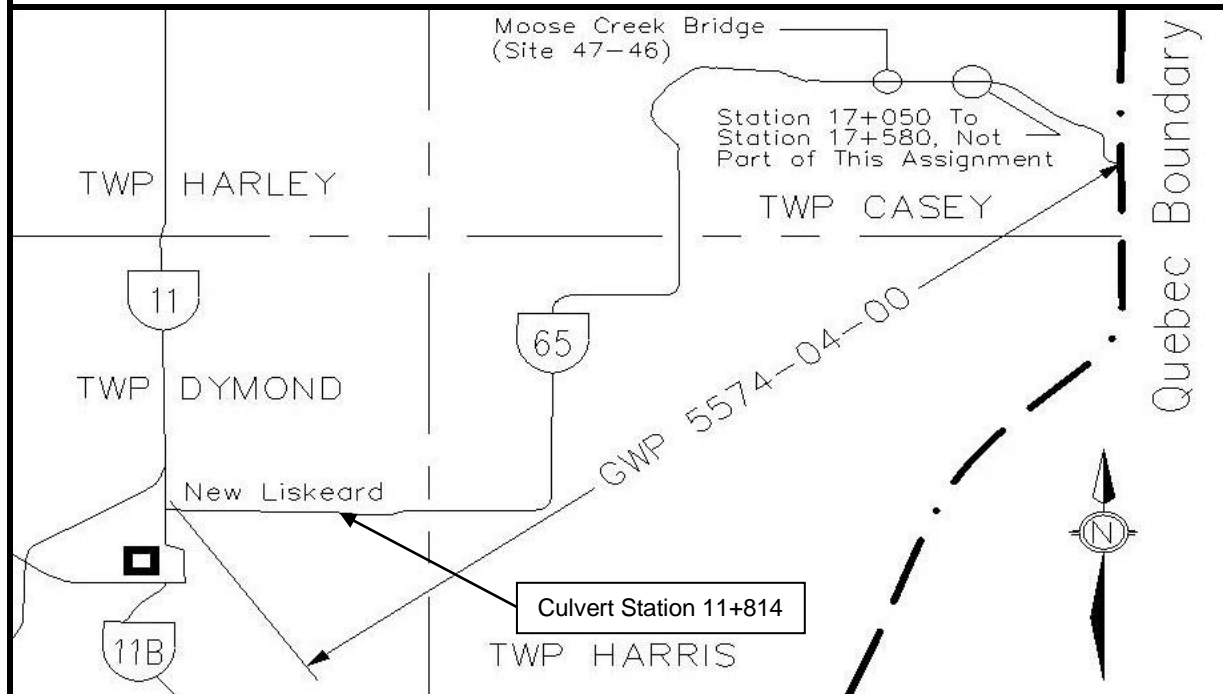 Moose Creek Bridge
(Site 47-46)
Station 17+050 To
Station 17+580, Not
Part of This Assignment
Quebec Boundary
TWP HARLEY
TWP CASEY
11
65
TWP DYMOND
GWP 5574-04-00
New Liskeard
N
Culvert Station 11+814
11B
TWP HARRIS